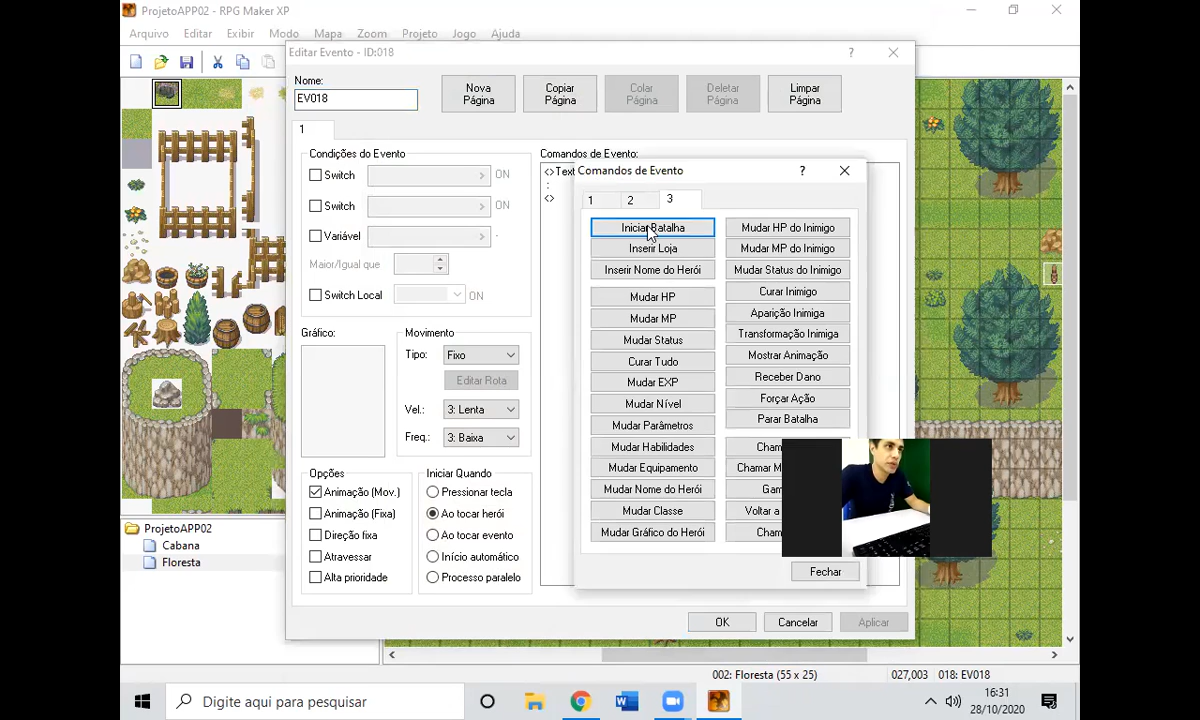 ProjetoAPP02 - RPG Maker XP
Arquivo Editar Exibir Modo Mapa Zoom Projeto Jogo Ajuda
Editar Evento - ID:018
Nome:
EV018
Nova Página
Copiar Página
Colar Página
Deletar Página
Limpar Página
1
Condições do Evento
Switch ON
Switch ON
Variável
Maior/Igual que
Switch Local ON
Gráfico:
Movimento
Tipo: Fixo
Editar Rota
Vel.: 3: Lenta
Freq.: 3: Baixa
Opções
Animação (Mov.)
Animação (Fixa)
Direção fixa
Atravessar
Alta prioridade
Iniciar Quando
Pressionar tecla
Ao tocar herói
Ao tocar evento
Início automático
Processo paralelo
Comandos de Evento:
<>Text
:
<>
Comandos de Evento
1 2 3
Iniciar Batalha
Inserir Loja
Inserir Nome do Herói
Mudar HP
Mudar MP
Mudar Status
Curar Tudo
Mudar EXP
Mudar Nível
Mudar Parâmetros
Mudar Habilidades
Mudar Equipamento
Mudar Nome do Herói
Mudar Classe
Mudar Gráfico do Herói
Mudar HP do Inimigo
Mudar MP do Inimigo
Mudar Status do Inimigo
Curar Inimigo
Aparição Inimiga
Transformação Inimiga
Mostrar Animação
Receber Dano
Forçar Ação
Parar Batalha
Cham
Chamar M
Gam
Voltar a
Cham
Fechar
OK Cancelar Aplicar
ProjetoAPP02
Cabana
Floresta
002: Floresta (55 x 25) 027,003 018: EV018
Digite aqui para pesquisar
16:31
28/10/2020